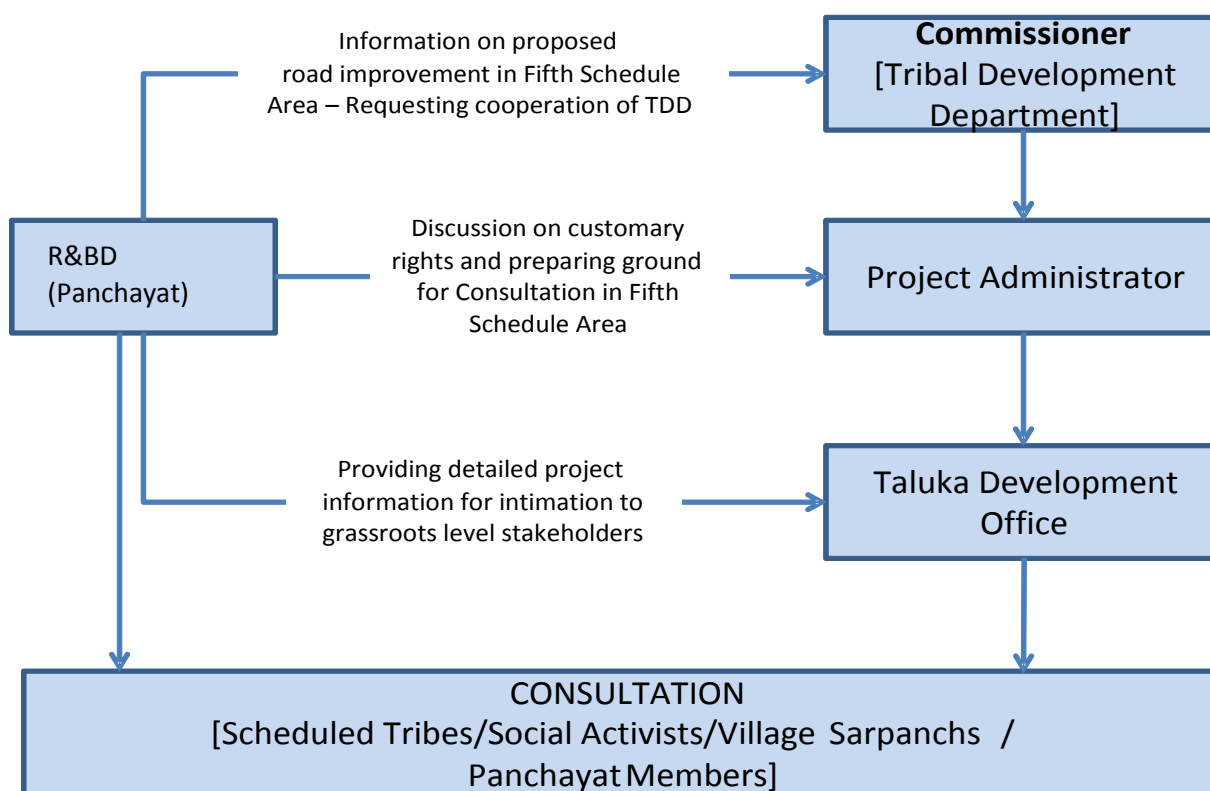 Information on proposed
road improvement in Fifth Schedule
Area – Requesting cooperation of TDD
Commissioner
[Tribal Development
Department]
R&BD
(Panchayat)
Discussion on customary
rights and preparing ground
for Consultation in Fifth
Schedule Area
Project Administrator
Providing detailed project
information for intimation to
grassroots level stakeholders
Taluka Development
Office
CONSULTATION
[Scheduled Tribes/Social Activists/Village Sarpanchs /
Panchayat Members]